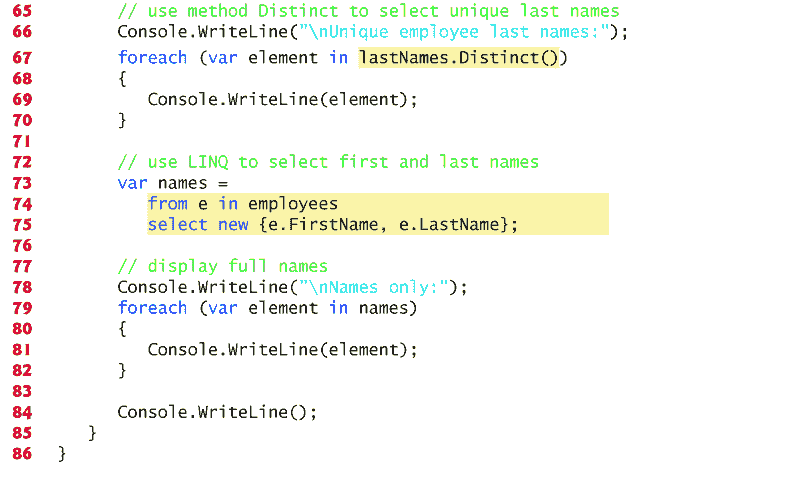 65 // use method Distinct to select unique last names
66 Console.WriteLine("\nUnique employee last names:");
67 foreach (var element in lastNames.Distinct())
68 {
69 Console.WriteLine(element);
70 }
71
72 // use LINQ to select first and last names
73 var names =
74 from e in employees
75 select new {e.FirstName, e.LastName};
76
77 // display full names
78 Console.WriteLine("\nNames only:");
79 foreach (var element in names)
80 {
81 Console.WriteLine(element);
82 }
83
84 Console.WriteLine();
85 }
86 }